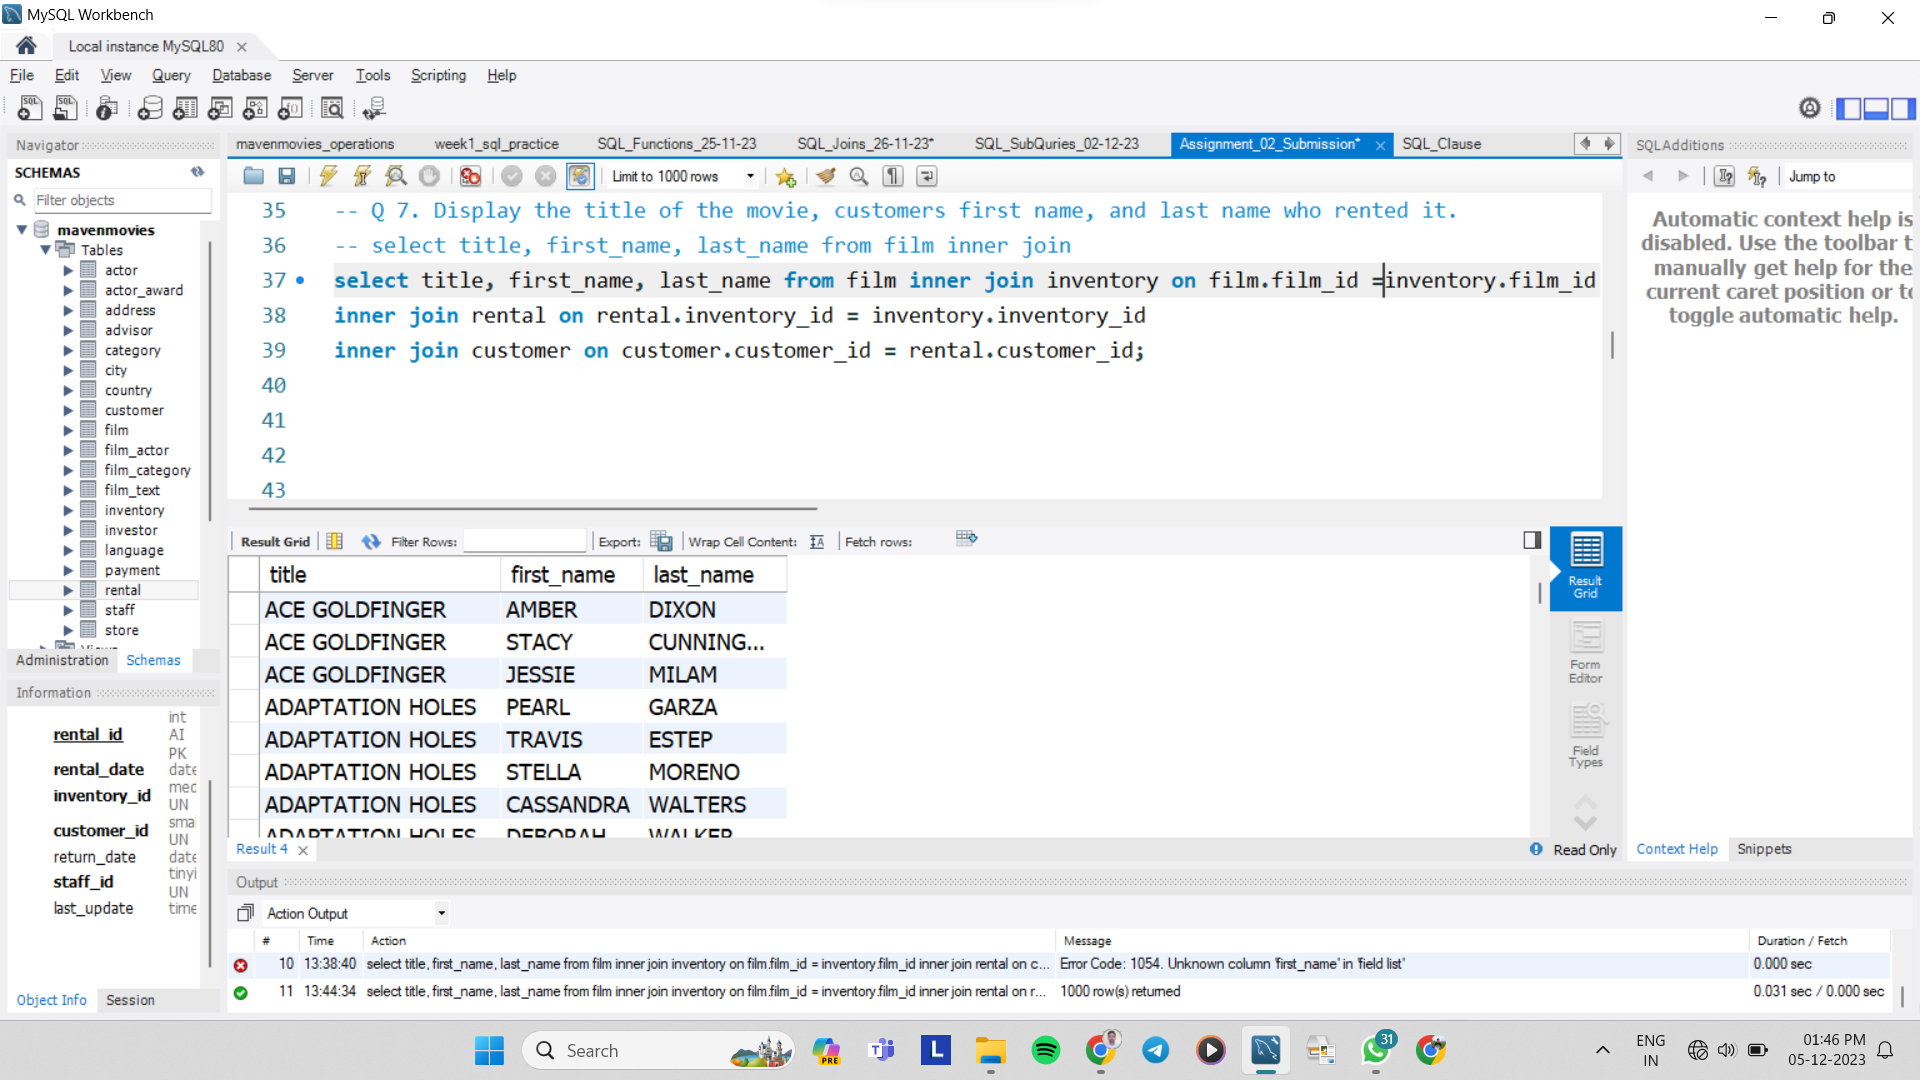 MySQL Workbench
Local instance MySQL80
File Edit View Query Database Server Tools Scripting Help
Navigator
SCHEMAS
Filter objects
mavenmovies
Tables
actor
actor_award
address
advisor
category
city
country
customer
film
film_actor
film_category
film_text
inventory
investor
language
payment
rental
staff
store
Administration Schemas
Information
rental_id int AI PK
rental_date date
inventory_id med UN
customer_id sma UN
return_date date
staff_id tinyi UN
last_update time
Object Info Session
mavenmovies_operations week1_sql_practice SQL_Functions_25-11-23 SQL_Joins_26-11-23* SQL_SubQuries_02-12-23 Assignment_02_Submission* SQL_Clause
Limit to 1000 rows
35 -- Q 7. Display the title of the movie, customers first name, and last name who rented it.
36 -- select title, first_name, last_name from film inner join
37 select title, first_name, last_name from film inner join inventory on film.film_id =inventory.film_id
38 inner join rental on rental.inventory_id = inventory.inventory_id
39 inner join customer on customer.customer_id = rental.customer_id;
40
41
42
43
Result Grid Filter Rows: Export: Wrap Cell Content: Fetch rows:
title first_name last_name
ACE GOLDFINGER AMBER DIXON
ACE GOLDFINGER STACY CUNNING...
ACE GOLDFINGER JESSIE MILAM
ADAPTATION HOLES PEARL GARZA
ADAPTATION HOLES TRAVIS ESTEP
ADAPTATION HOLES STELLA MORENO
ADAPTATION HOLES CASSANDRA WALTERS
ADAPTATION HOLES DEBORAH WALKER
Result Grid
Form Editor
Field Types
Result 4
Read Only
Output
Action Output
# Time Action Message Duration / Fetch
10 13:38:40 select title, first_name, last_name from film inner join inventory on film.film_id = inventory.film_id inner join rental on c... Error Code: 1054. Unknown column 'first_name' in 'field list' 0.000 sec
11 13:44:34 select title, first_name, last_name from film inner join inventory on film.film_id = inventory.film_id inner join rental on r... 1000 row(s) returned 0.031 sec / 0.000 sec
SQLAdditions
Jump to
Automatic context help is
disabled. Use the toolbar t
manually get help for the
current caret position or to
toggle automatic help.
Context Help Snippets
Search
PRE
L
31
ENG
IN
01:46 PM
05-12-2023